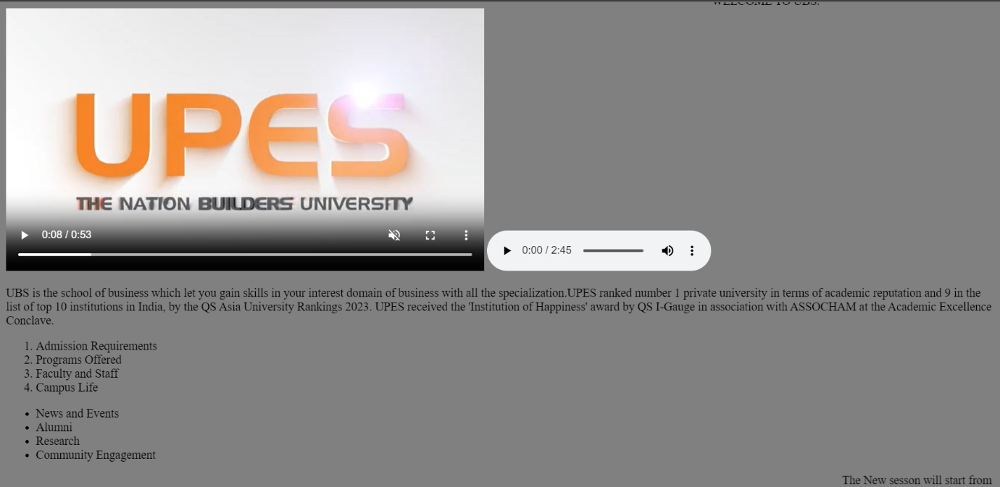 WELCOME TO UBS.
UPES
THE NATION BUILDERS UNIVERSITY
0:08 / 0:53
0:00 / 2:45
UBS is the school of business which let you gain skills in your interest domain of business with all the specialization.UPES ranked number 1 private university in terms of academic reputation and 9 in the
list of top 10 institutions in India, by the QS Asia University Rankings 2023. UPES received the 'Institution of Happiness' award by QS I-Gauge in association with ASSOCHAM at the Academic Excellence
Conclave.
1. Admission Requirements
2. Programs Offered
3. Faculty and Staff
4. Campus Life
• News and Events
• Alumni
• Research
• Community Engagement
The New sesson will start from